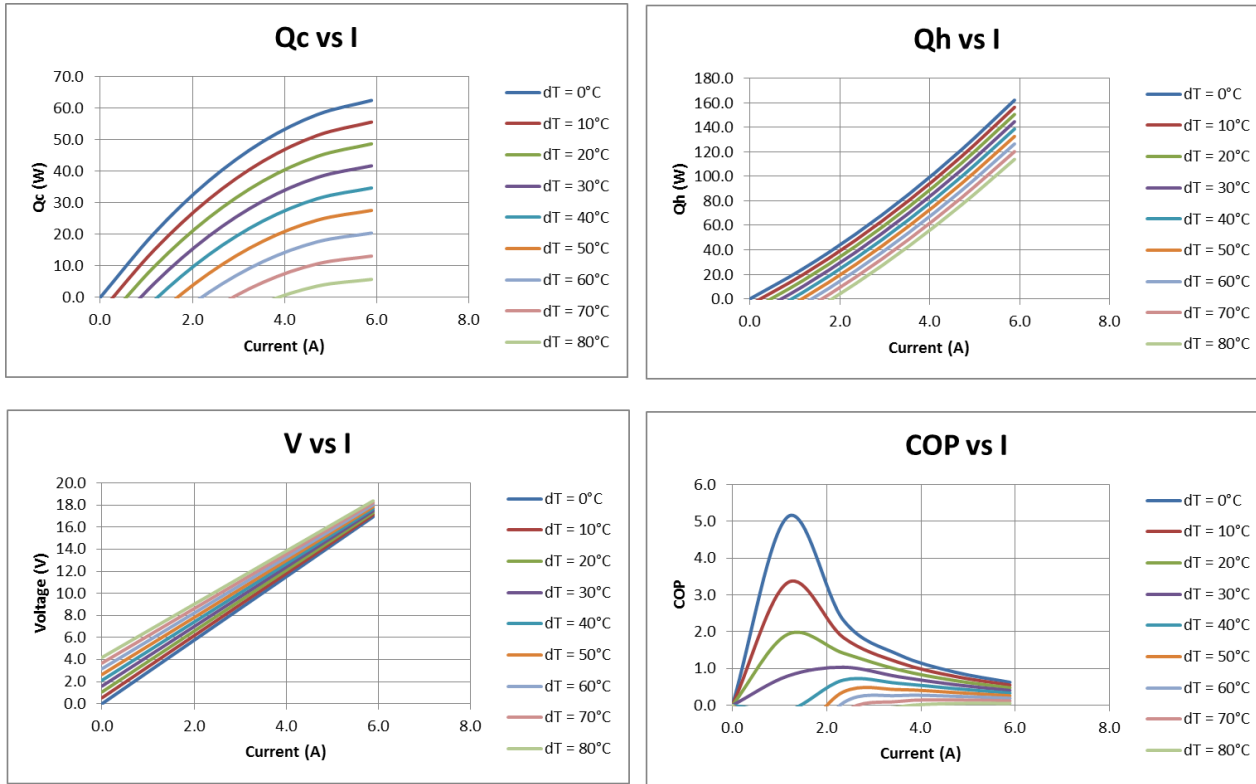 Qc vs I
70.0
60.0
50.0
40.0
30.0
20.0
10.0
0.0
Qc (W)
0.0 2.0 4.0 6.0 8.0
Current (A)
dT = 0°C
dT = 10°C
dT = 20°C
dT = 30°C
dT = 40°C
dT = 50°C
dT = 60°C
dT = 70°C
dT = 80°C
Qh vs I
180.0
160.0
140.0
120.0
100.0
80.0
60.0
40.0
20.0
0.0
Qh (W)
0.0 2.0 4.0 6.0 8.0
Current (A)
dT = 0°C
dT = 10°C
dT = 20°C
dT = 30°C
dT = 40°C
dT = 50°C
dT = 60°C
dT = 70°C
dT = 80°C
V vs I
20.0
18.0
16.0
14.0
12.0
10.0
8.0
6.0
4.0
2.0
0.0
Voltage (V)
0.0 2.0 4.0 6.0 8.0
Current (A)
dT = 0°C
dT = 10°C
dT = 20°C
dT = 30°C
dT = 40°C
dT = 50°C
dT = 60°C
dT = 70°C
dT = 80°C
COP vs I
6.0
5.0
4.0
3.0
2.0
1.0
0.0
COP
0.0 2.0 4.0 6.0 8.0
Current (A)
dT = 0°C
dT = 10°C
dT = 20°C
dT = 30°C
dT = 40°C
dT = 50°C
dT = 60°C
dT = 70°C
dT = 80°C